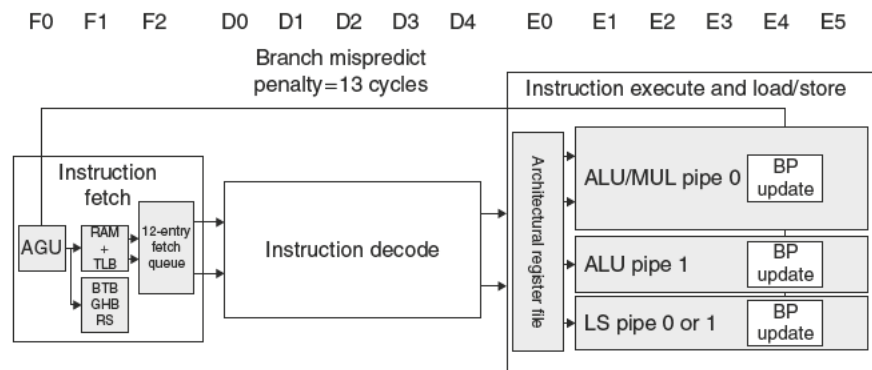 F0 F1 F2 D0 D1 D2 D3 D4 E0 E1 E2 E3 E4 E5
Branch mispredict
penalty=13 cycles
Instruction execute and load/store
Instruction
fetch
AGU
RAM
+
TLB
BTB
GHB
RS
12-entry
fetch
queue
Instruction decode
Architectural register file
ALU/MUL pipe 0
BP
update
ALU pipe 1
BP
update
LS pipe 0 or 1
BP
update